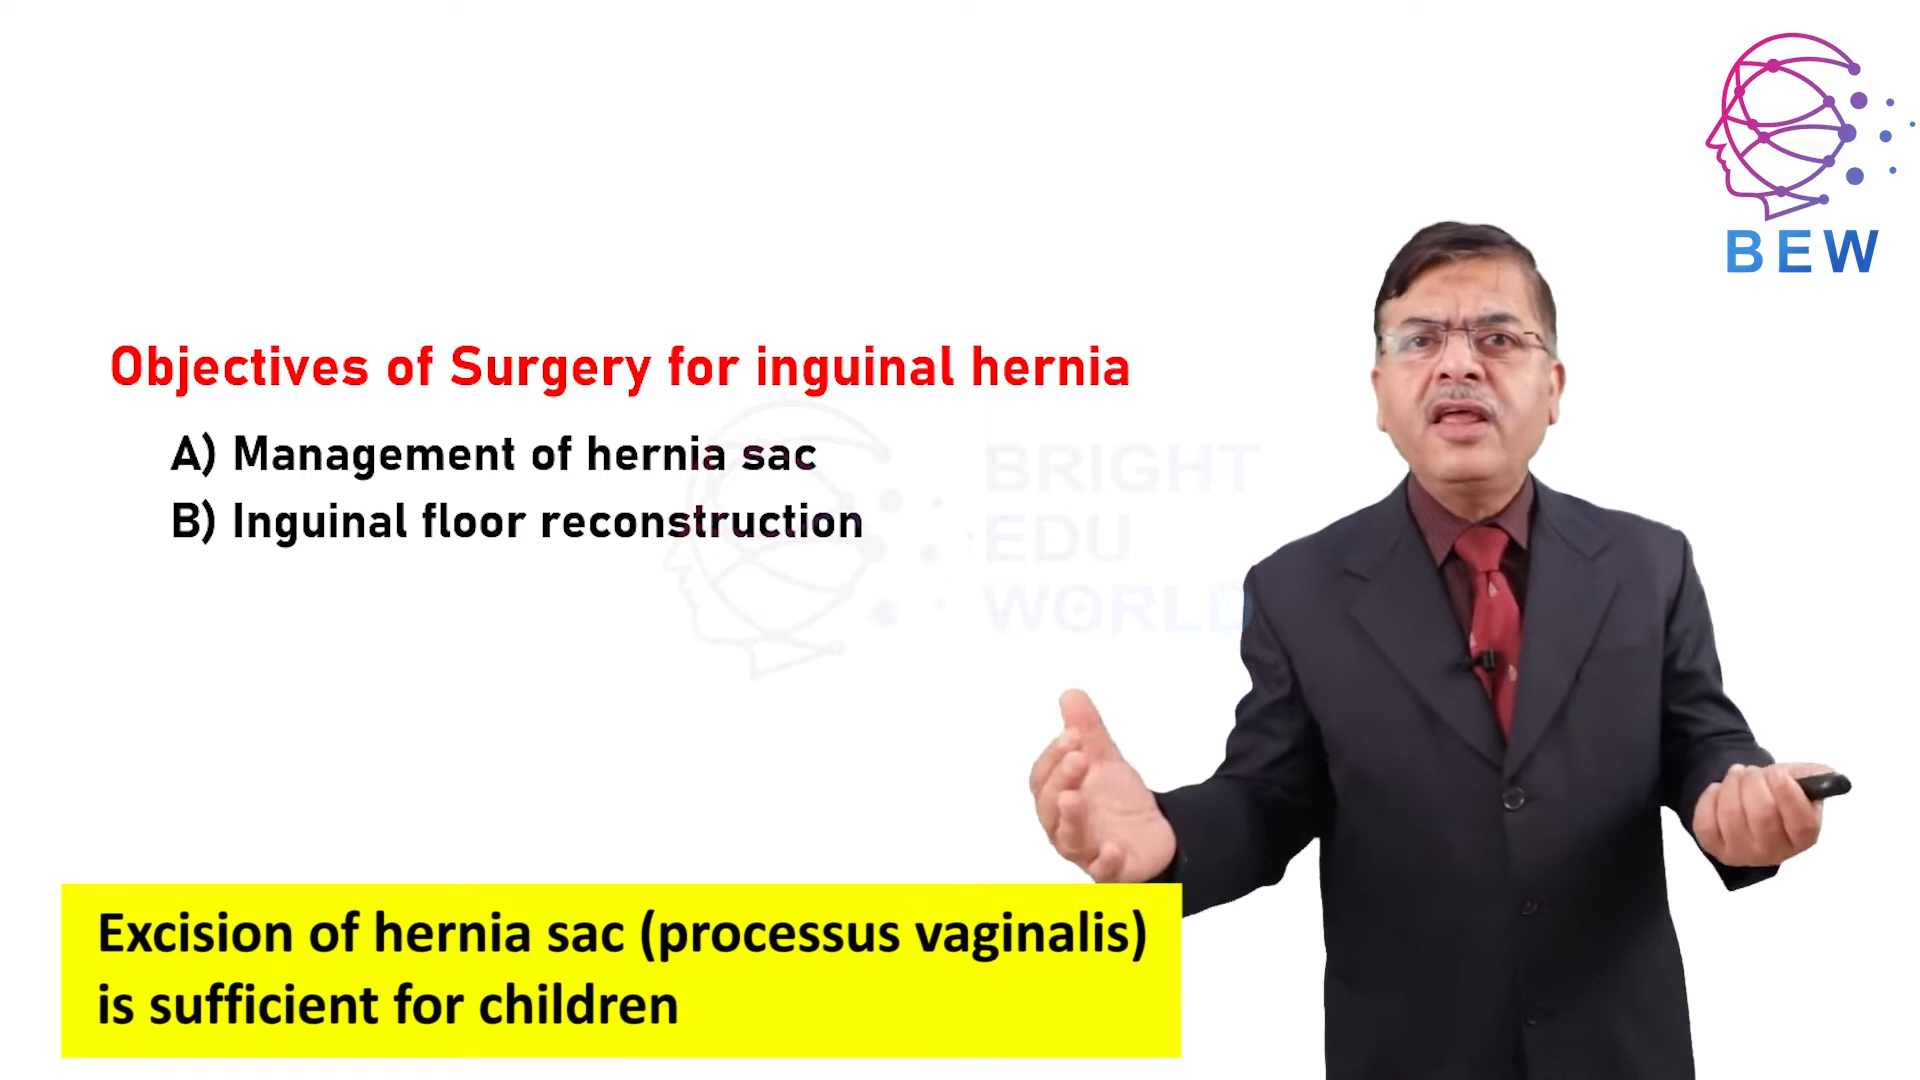 BEW
Objectives of Surgery for inguinal hernia
A) Management of hernia sac
B) Inguinal floor reconstruction
BRIGHT
EDU
WORLD
Excision of hernia sac (processus vaginalis)
is sufficient for children